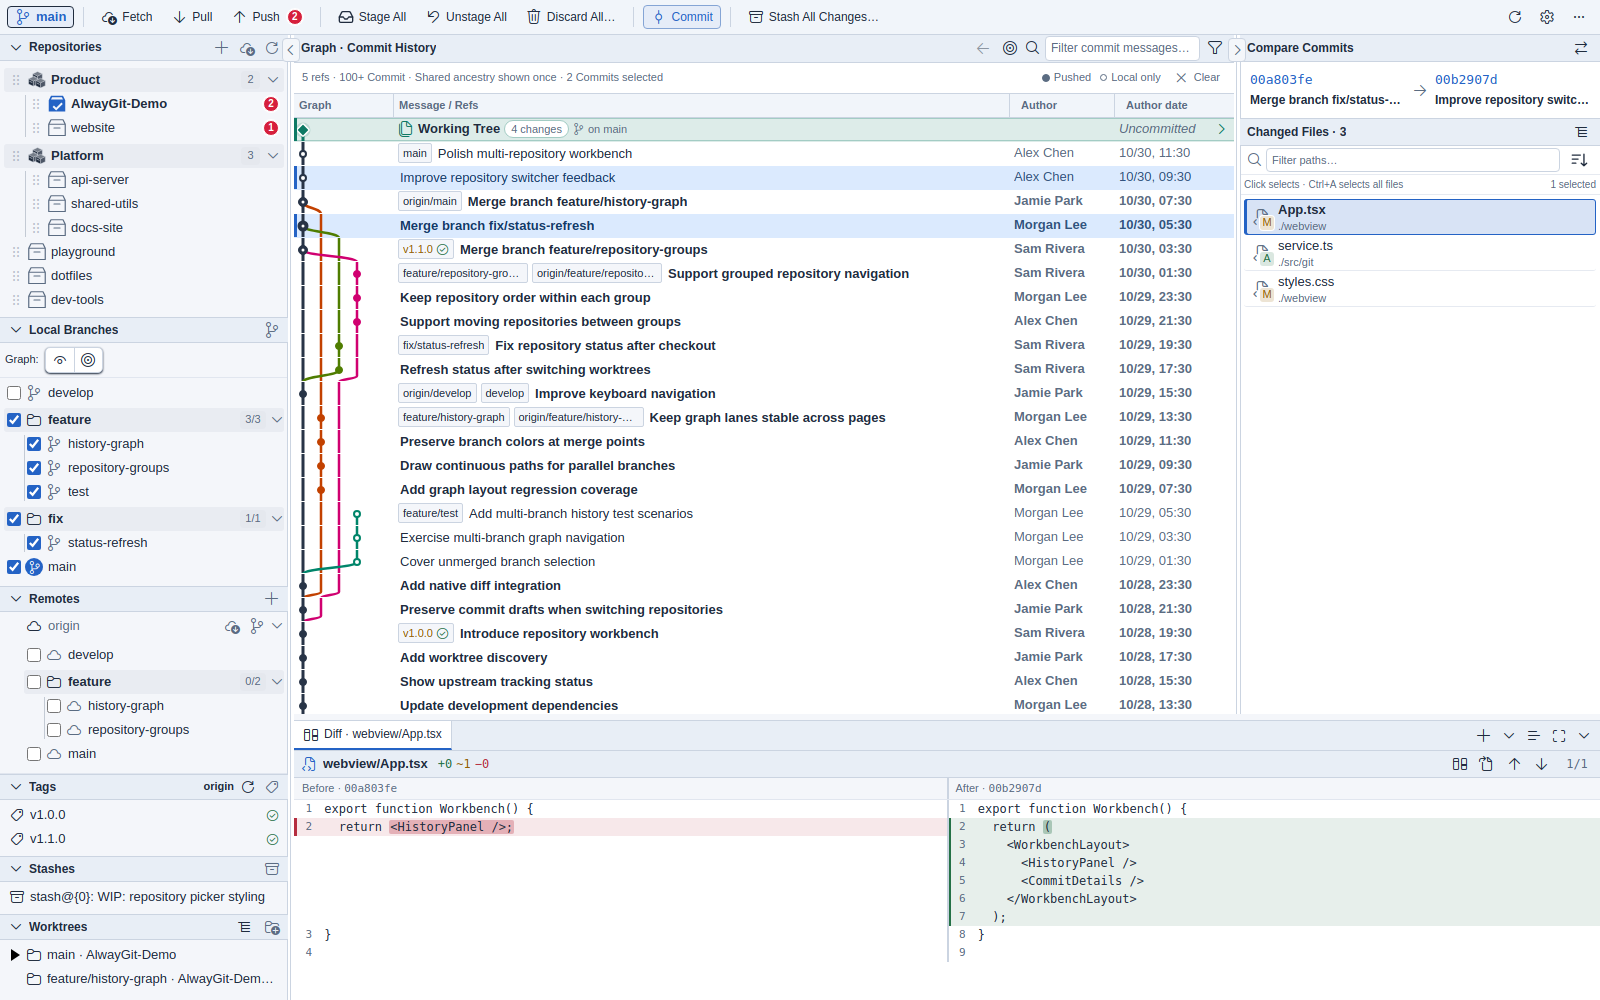 main Fetch Pull Push 2 Stage All Unstage All Discard All... Commit Stash All Changes...
Repositories
Product 2
AlwayGit-Demo 2
website 1
Platform 3
api-server
shared-utils
docs-site
playground
dotfiles
dev-tools
Local Branches
Graph:
develop
feature 3/3
history-graph
repository-groups
test
fix 1/1
status-refresh
main
Remotes
origin
develop
feature 0/2
history-graph
repository-groups
main
Tags origin
v1.0.0
v1.1.0
Stashes
stash@{0}: WIP: repository picker styling
Worktrees
main · AlwayGit-Demo
feature/history-graph · AlwayGit-Dem...
Graph · Commit History Filter commit messages...
5 refs · 100+ Commit · Shared ancestry shown once · 2 Commits selected Pushed Local only Clear
Graph Message / Refs Author Author date
Working Tree 4 changes on main Uncommitted
main Polish multi-repository workbench Alex Chen 10/30, 11:30
Improve repository switcher feedback Alex Chen 10/30, 09:30
origin/main Merge branch feature/history-graph Jamie Park 10/30, 07:30
Merge branch fix/status-refresh Morgan Lee 10/30, 05:30
v1.1.0 Merge branch feature/repository-groups Sam Rivera 10/30, 03:30
feature/repository-gro... origin/feature/reposito... Support grouped repository navigation Sam Rivera 10/30, 01:30
Keep repository order within each group Morgan Lee 10/29, 23:30
Support moving repositories between groups Alex Chen 10/29, 21:30
fix/status-refresh Fix repository status after checkout Sam Rivera 10/29, 19:30
Refresh status after switching worktrees Sam Rivera 10/29, 17:30
origin/develop develop Improve keyboard navigation Jamie Park 10/29, 15:30
feature/history-graph origin/feature/history-... Keep graph lanes stable across pages Morgan Lee 10/29, 13:30
Preserve branch colors at merge points Alex Chen 10/29, 11:30
Draw continuous paths for parallel branches Jamie Park 10/29, 09:30
Add graph layout regression coverage Morgan Lee 10/29, 07:30
feature/test Add multi-branch history test scenarios Morgan Lee 10/29, 05:30
Exercise multi-branch graph navigation Morgan Lee 10/29, 03:30
Cover unmerged branch selection Morgan Lee 10/29, 01:30
Add native diff integration Alex Chen 10/28, 23:30
Preserve commit drafts when switching repositories Jamie Park 10/28, 21:30
v1.0.0 Introduce repository workbench Sam Rivera 10/28, 19:30
Add worktree discovery Jamie Park 10/28, 17:30
Show upstream tracking status Alex Chen 10/28, 15:30
Update development dependencies Morgan Lee 10/28, 13:30
Compare Commits
00a803fe 00b2907d
Merge branch fix/status-... Improve repository switc...
Changed Files · 3
Filter paths...
Click selects · Ctrl+A selects all files 1 selected
M App.tsx
./webview
A service.ts
./src/git
M styles.css
./webview
Diff · webview/App.tsx
webview/App.tsx +0 ~1 −0 1/1
Before · 00a803fe
1 export function Workbench() {
2 return <HistoryPanel />;
3 }
4
After · 00b2907d
1 export function Workbench() {
2 return (
3 <WorkbenchLayout>
4 <HistoryPanel />
5 <CommitDetails />
6 </WorkbenchLayout>
7 );
8 }
9